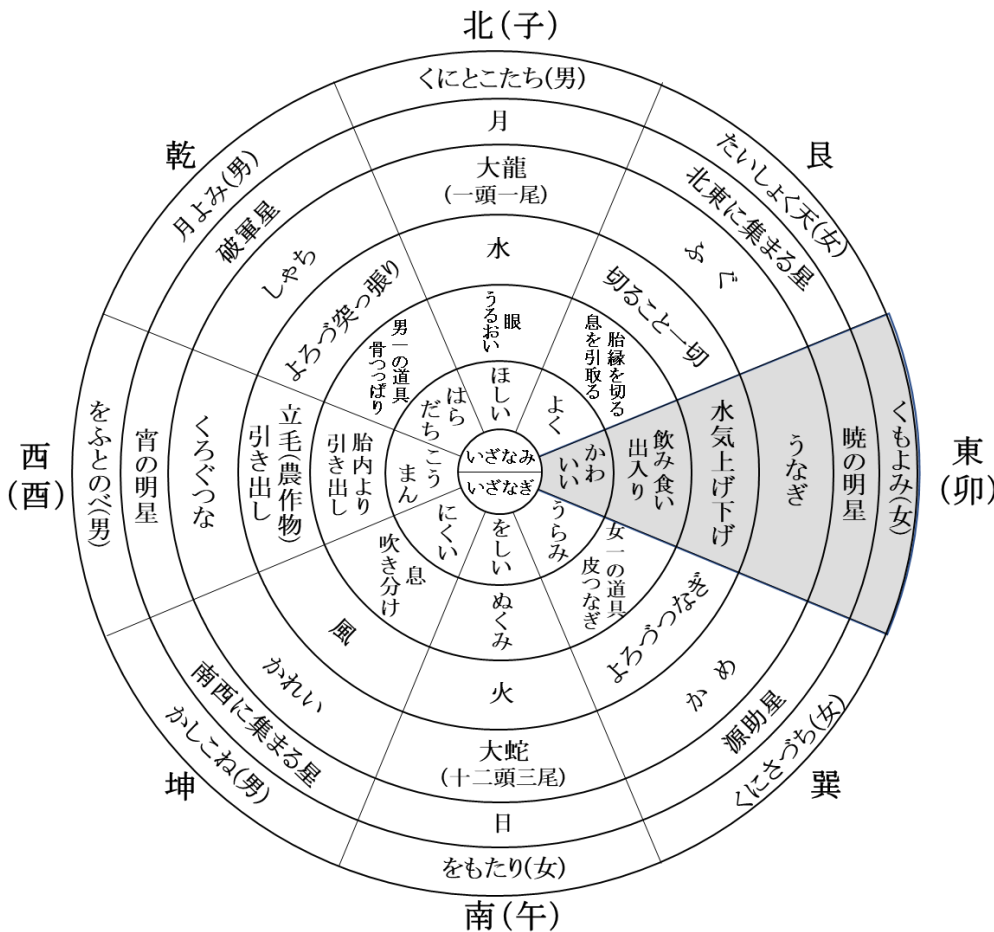 北(子)
くにとこたち(男)
月
大龍
(一頭一尾)
水
眼
うるおい
ほしい
艮
たいしょく天(女)
北東に集まる星
ふぐ
切ること一切
胎縁を切る
息を引取る
よく
東
(卯)
くもよみ(女)
暁の明星
うなぎ
水気上げ下げ
飲み食い
出入り
かわ
いい
巽
くにさづち(女)
源助星
かめ
よろづつなぎ
女一の道具
皮つなぎ
うらみ
南(午)
をもたり(女)
日
大蛇
(十二頭三尾)
火
ぬくみ
をしい
坤
かしこね(男)
南西に集まる星
かれい
風
息
吹き分け
にくい
西
(酉)
をふとのべ(男)
宵の明星
くろぐつな
立毛(農作物)
引き出し
胎内より
引き出し
こう
まん
乾
月よみ(男)
破軍星
しゃち
よろづ突っ張り
男一の道具
骨つっぱり
はら
だち
いざなみ
いざなぎ